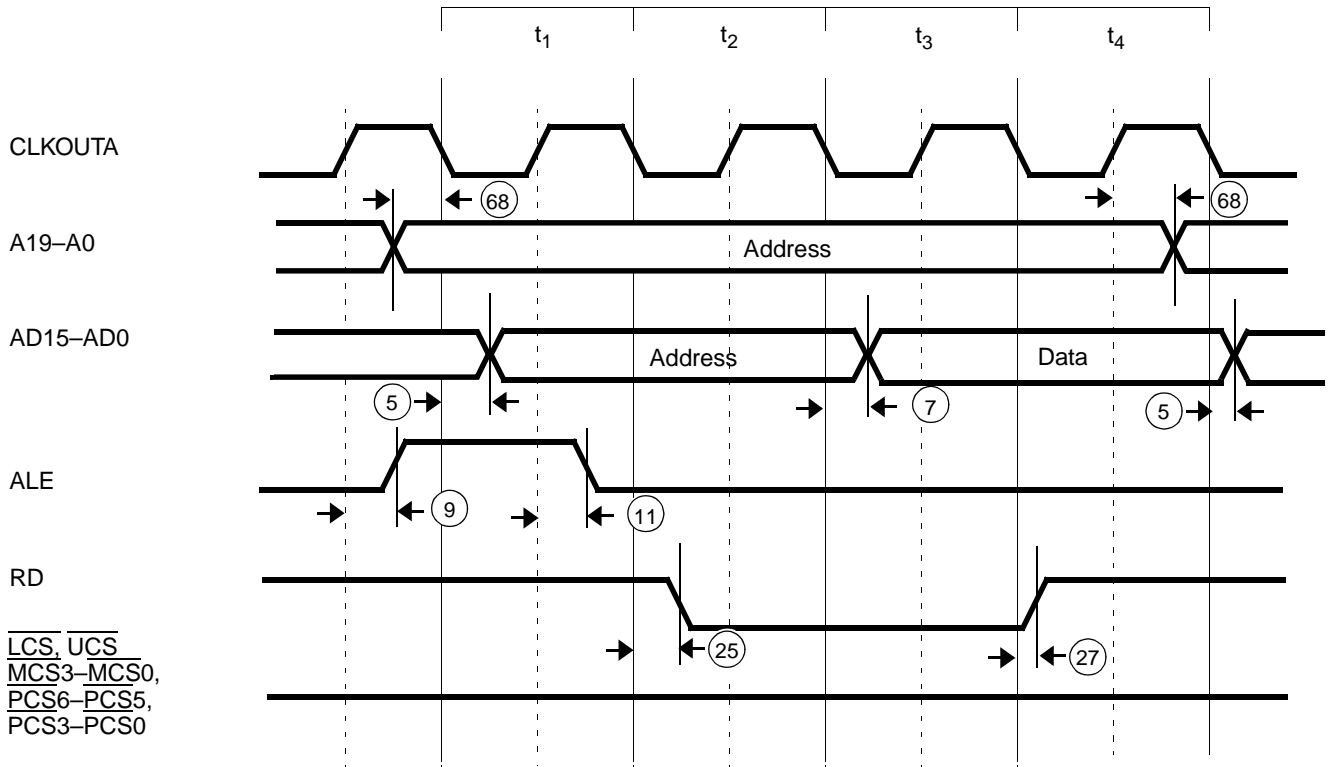 t1 t2 t3 t4
CLKOUTA
68 68
A19–A0 Address
AD15–AD0 Address Data
5 7 5
ALE
9 11
RD
25 27
LCS, UCS
MCS3–MCS0,
PCS6–PCS5,
PCS3–PCS0